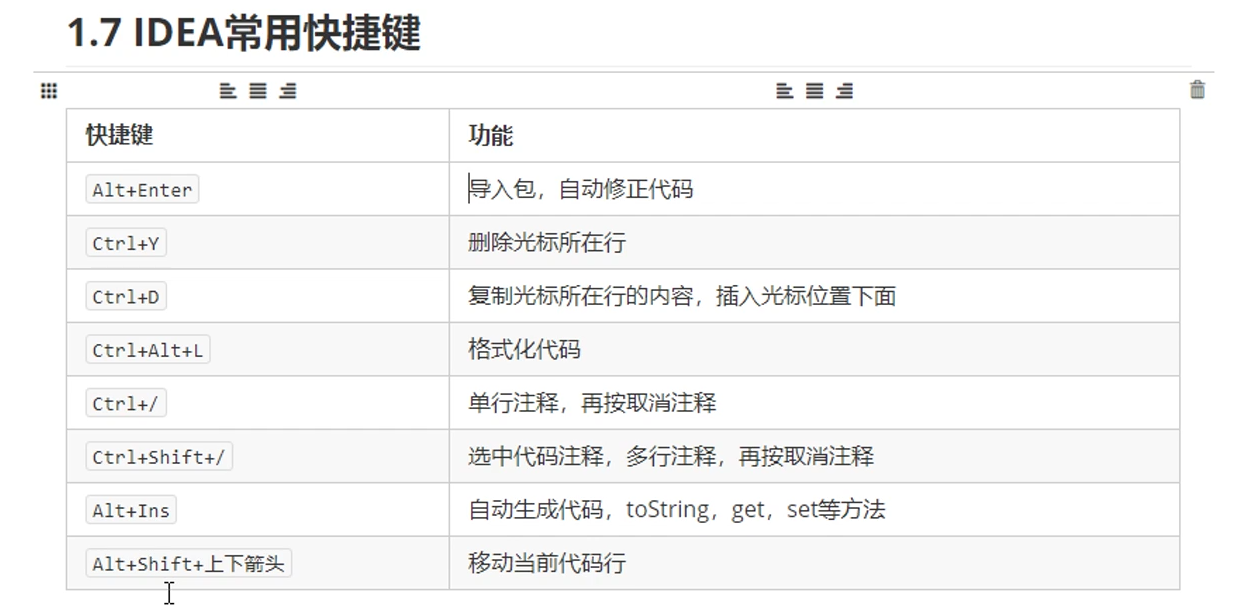 1.7 IDEA常用快捷键
快捷键 功能
Alt+Enter 导入包，自动修正代码
Ctrl+Y 删除光标所在行
Ctrl+D 复制光标所在行的内容，插入光标位置下面
Ctrl+Alt+L 格式化代码
Ctrl+/ 单行注释，再按取消注释
Ctrl+Shift+/ 选中代码注释，多行注释，再按取消注释
Alt+Ins 自动生成代码，toString，get，set等方法
Alt+Shift+上下箭头 移动当前代码行